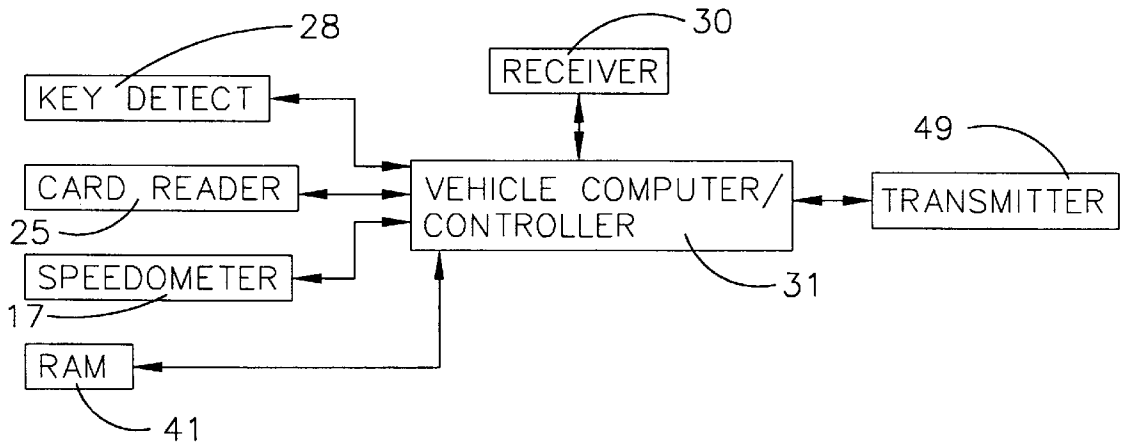 28
30
KEY DETECT
RECEIVER
49
CARD READER
VEHICLE COMPUTER/
CONTROLLER
TRANSMITTER
25
SPEEDOMETER
31
17
RAM
41